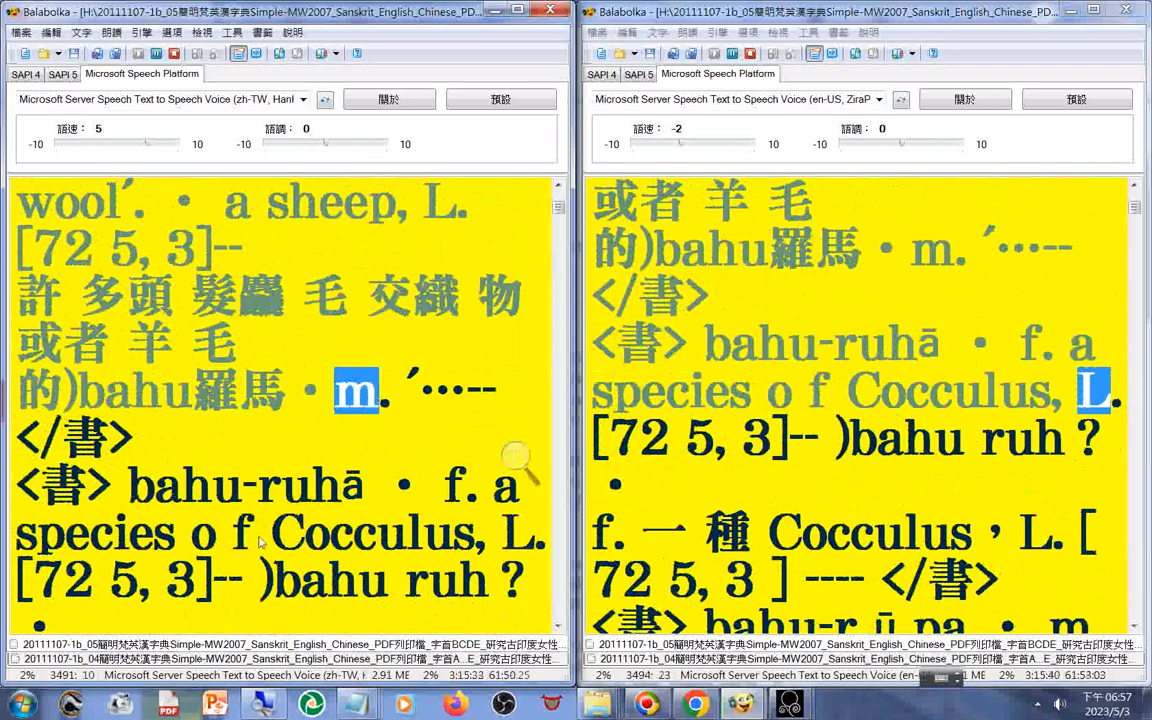 Balabolka - [H:\20111107-1b_05簡明梵英漢字典Simple-MW2007_Sanskrit_English_Chinese_PD...
檔案 編輯 文字 朗讀 引擎 選項 檢視 工具 書籤 說明
SAPI 4 SAPI 5 Microsoft Speech Platform
Microsoft Server Speech Text to Speech Voice (zh-TW, HanH 關於 預設
語速： 5 語調： 0
-10 10 -10 10
wool´. • a sheep, L.
[72 5, 3]--
許 多頭 髮 毛 交織 物
或者 羊 毛
的)bahu羅馬•m. ´•••--
</書>
<書> bahu-ruhā • f. a
species o f Cocculus, L.
[72 5, 3]-- )bahu ruh ?
•
20111107-1b_05簡明梵英漢字典Simple-MW2007_Sanskrit_English_Chinese_PDF列印檔_字首BCDE_研究古印度女性...
20111107-1b_04簡明梵英漢字典Simple-MW2007_Sanskrit_English_Chinese_PDF列印檔_字首A...E_研究古印度女性...
2% 3491: 10 Microsoft Server Speech Text to Speech Voice (zh-TW, 2.91 ME 2% 3:15:33 61:50:25
Balabolka - [H:\20111107-1b_05簡明梵英漢字典Simple-MW2007_Sanskrit_English_Chinese_PD...
檔案 編輯 文字 朗讀 引擎 選項 檢視 工具 書籤 說明
SAPI 4 SAPI 5 Microsoft Speech Platform
Microsoft Server Speech Text to Speech Voice (en-US, ZiraP 關於 預設
語速： -2 語調： 0
-10 10 -10 10
或者 羊 毛
的)bahu羅馬•m. ´•••--
</書>
<書> bahu-ruhā • f. a
species o f Cocculus, L.
[72 5, 3]-- )bahu ruh ?
•
f. 一 種 Cocculus，L. [
72 5, 3 ] ---- </書>
<書> bahu-r ū pa • m
20111107-1b_05簡明梵英漢字典Simple-MW2007_Sanskrit_English_Chinese_PDF列印檔_字首BCDE_研究古印度女性...
20111107-1b_04簡明梵英漢字典Simple-MW2007_Sanskrit_English_Chinese_PDF列印檔_字首A...E_研究古印度女性...
2% 3494: 23 Microsoft Server Speech Text to Speech Voice ME 2% 3:15:40 61:53:03
下午 06:57
2023/5/3